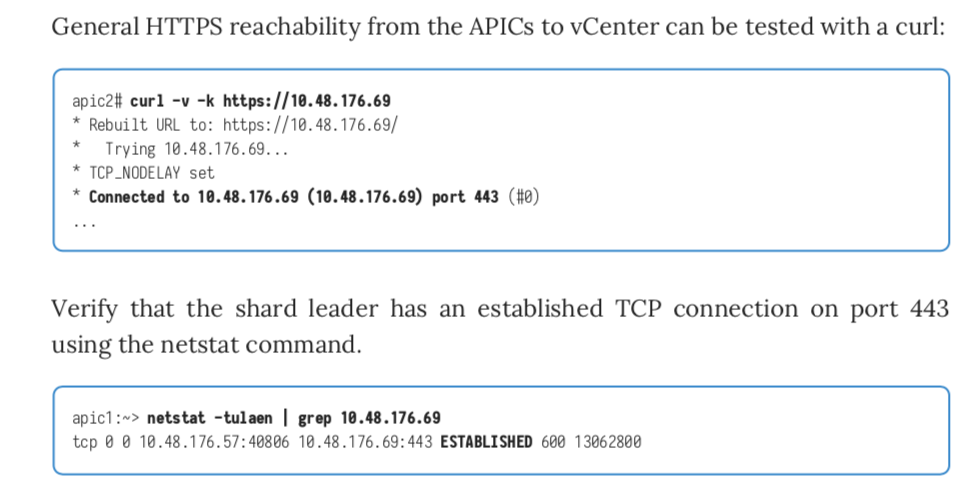 General HTTPS reachability from the APICs to vCenter can be tested with a curl:
apic2# curl -v -k https://10.48.176.69
* Rebuilt URL to: https://10.48.176.69/
*   Trying 10.48.176.69...
* TCP_NODELAY set
* Connected to 10.48.176.69 (10.48.176.69) port 443 (#0)
...
Verify that the shard leader has an established TCP connection on port 443
using the netstat command.
apic1:~> netstat -tulaen | grep 10.48.176.69
tcp 0 0 10.48.176.57:40806 10.48.176.69:443 ESTABLISHED 600 13062800